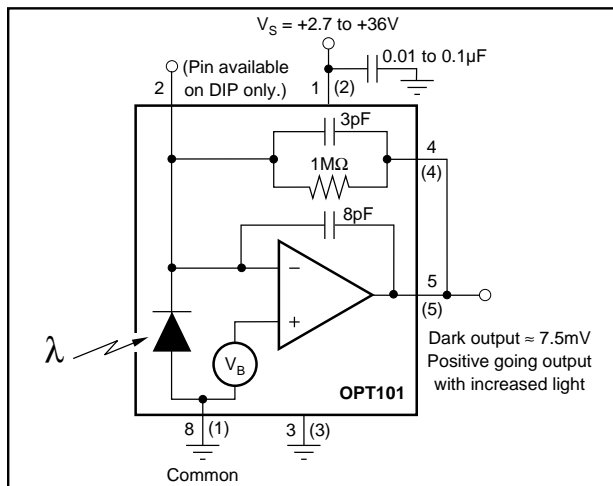 V_S = +2.7 to +36V
0.01 to 0.1µF
(Pin available
on DIP only.)
2
1
(2)
3pF
1MΩ
4
(4)
8pF
5
(5)
−
+
λ
V_B
Dark output ≈ 7.5mV
Positive going output
with increased light
OPT101
8
(1)
3
(3)
Common